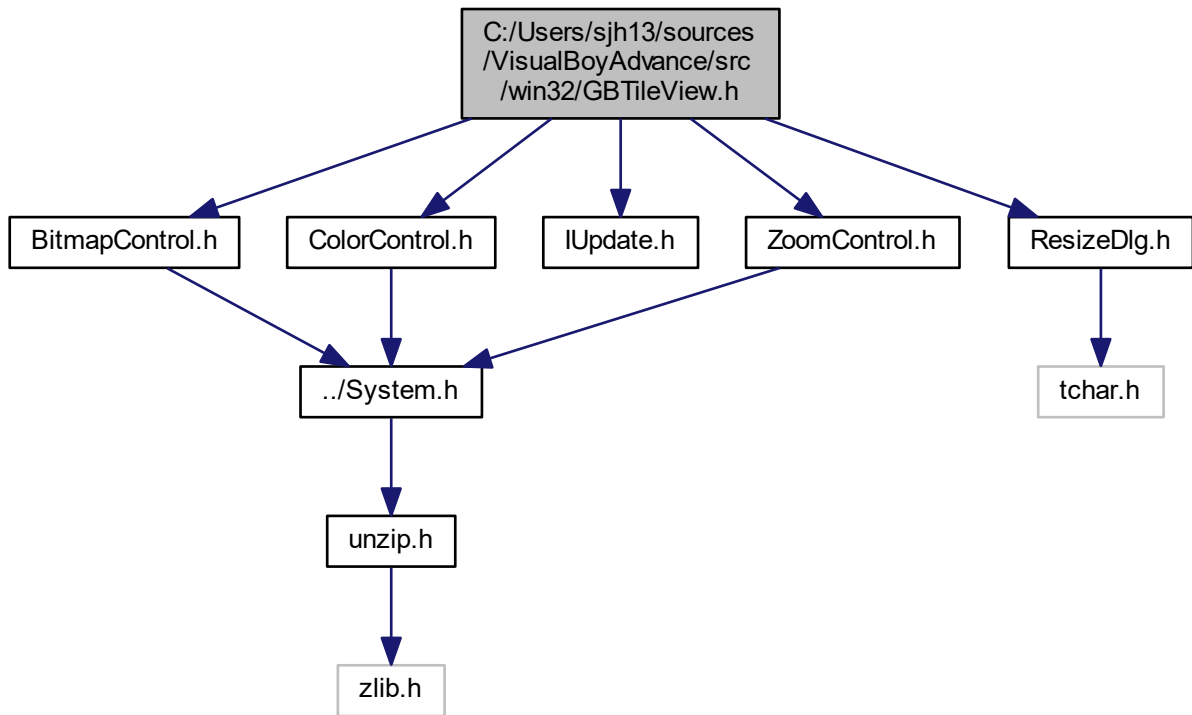 C:/Users/sjh13/sources
/VisualBoyAdvance/src
/win32/GBTileView.h
BitmapControl.h
ColorControl.h
IUpdate.h
ZoomControl.h
ResizeDlg.h
../System.h
tchar.h
unzip.h
zlib.h